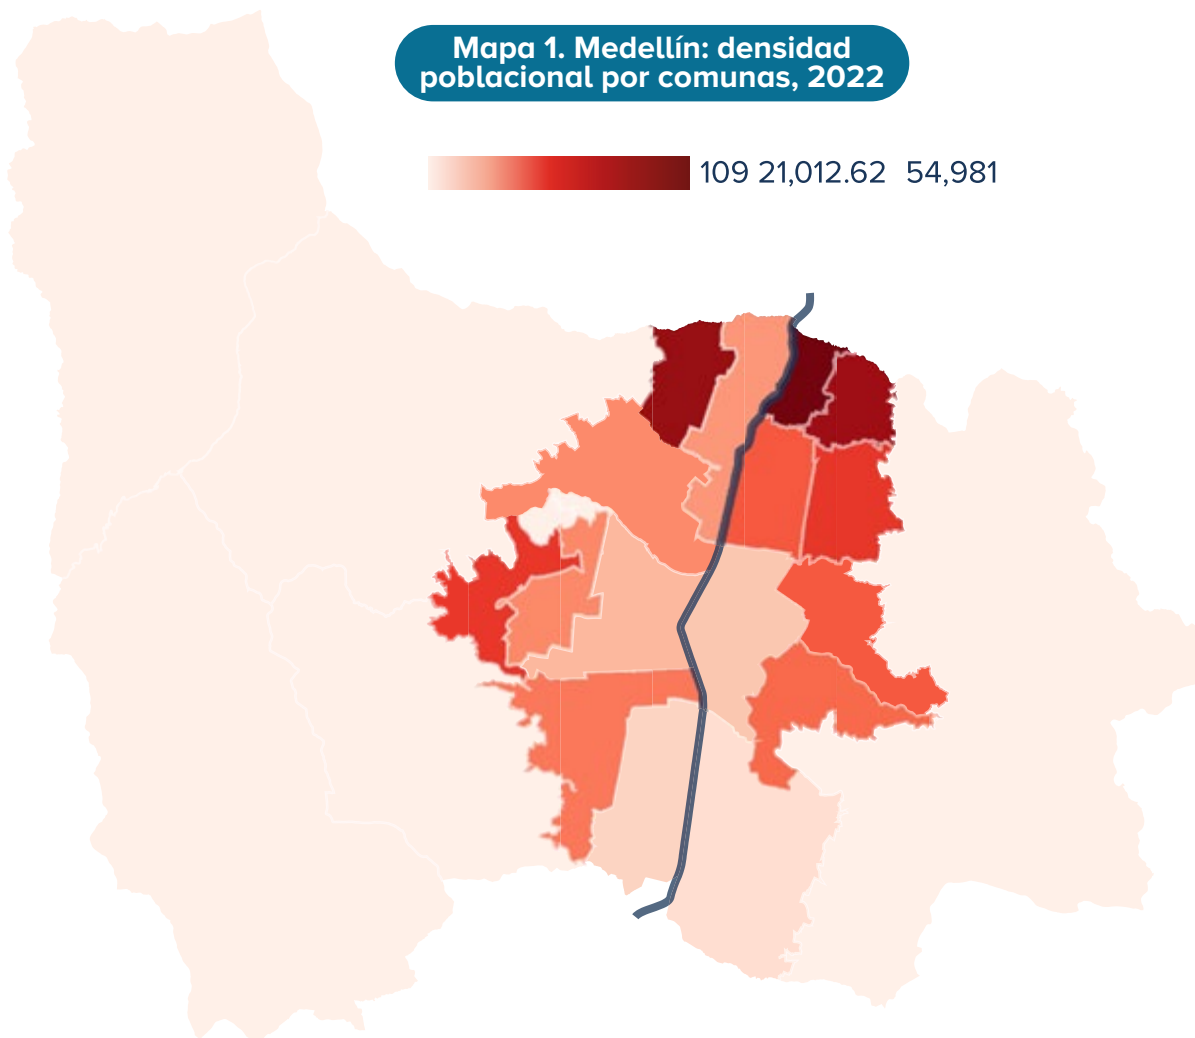 Mapa 1. Medellín: densidad
poblacional por comunas, 2022
109 21,012.62 54,981